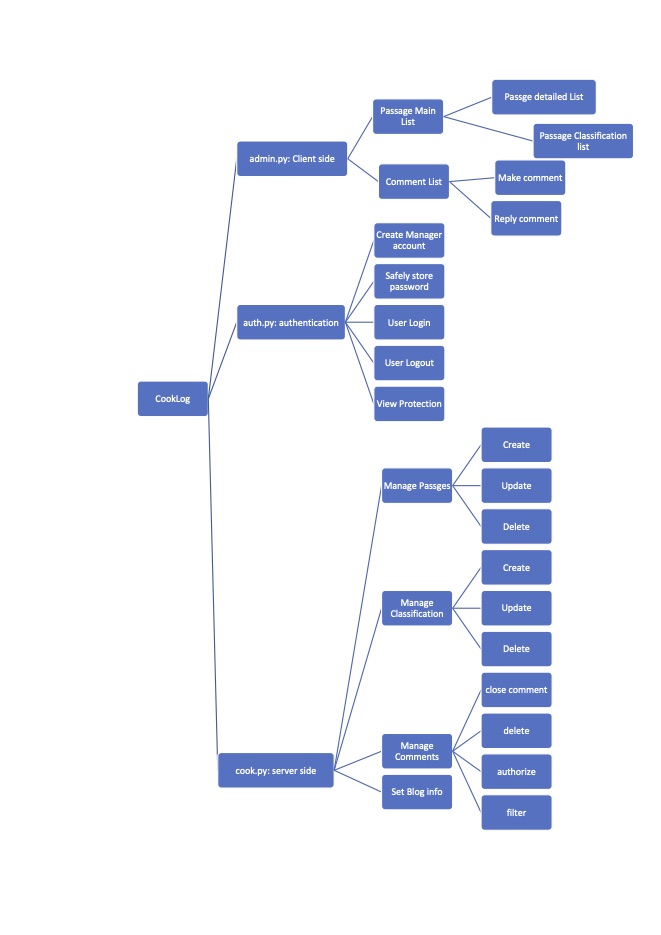 Passge detailed List
Passage Main
List
Passage Classification
list
admin.py: Client side
Make comment
Comment List
Reply comment
Create Manager
account
Safely store
password
auth.py: authentication
User Login
User Logout
CookLog
View Protection
Create
Manage Passges
Update
Delete
Create
Manage
Classification
Update
Delete
close comment
delete
Manage
Comments
cook.py: server side
authorize
Set Blog info
filter